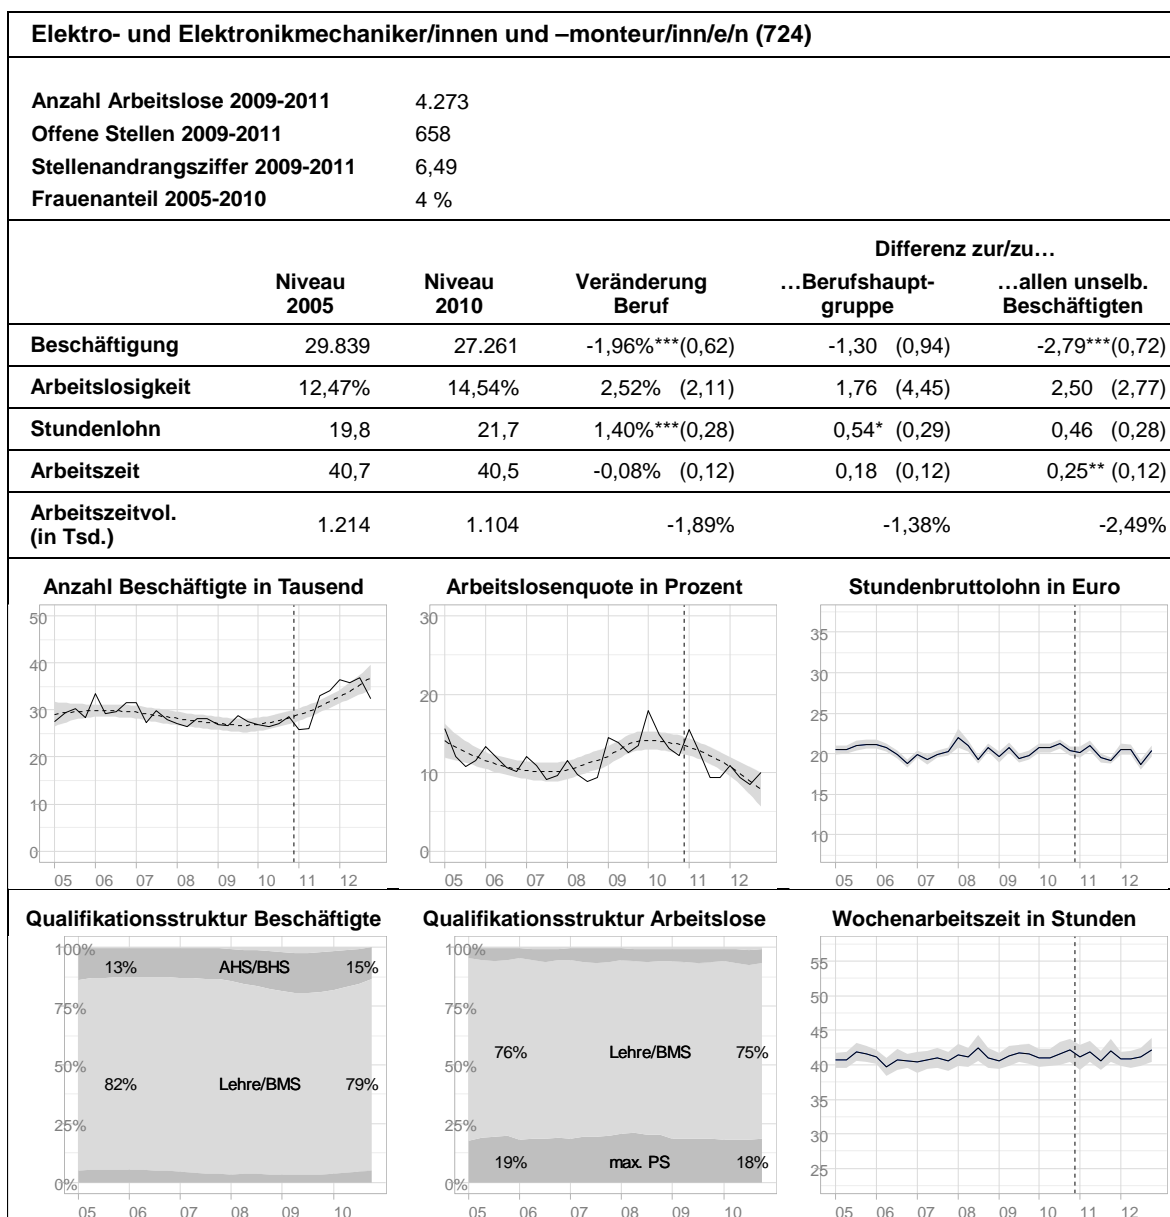 Elektro- und Elektronikmechaniker/innen und –monteur/inn/e/n (724)
Anzahl Arbeitslose 2009-2011 4.273
Offene Stellen 2009-2011 658
Stellenandrangsziffer 2009-2011 6,49
Frauenanteil 2005-2010 4 %
Differenz zur/zu…
Niveau Niveau Veränderung …Berufshaupt- …allen unselb.
2005 2010 Beruf gruppe Beschäftigten
Beschäftigung 29.839 27.261 -1,96%***(0,62) -1,30 (0,94) -2,79***(0,72)
Arbeitslosigkeit 12,47% 14,54% 2,52% (2,11) 1,76 (4,45) 2,50 (2,77)
Stundenlohn 19,8 21,7 1,40%***(0,28) 0,54* (0,29) 0,46 (0,28)
Arbeitszeit 40,7 40,5 -0,08% (0,12) 0,18 (0,12) 0,25** (0,12)
Arbeitszeitvol.
(in Tsd.) 1.214 1.104 -1,89% -1,38% -2,49%
Anzahl Beschäftigte in Tausend
50
40
30
20
10
0
05 06 07 08 09 10 11 12
Arbeitslosenquote in Prozent
30
20
10
0
05 06 07 08 09 10 11 12
Stundenbruttolohn in Euro
35
30
25
20
15
10
05 06 07 08 09 10 11 12
Qualifikationsstruktur Beschäftigte
100%
13% AHS/BHS 15%
75%
50%
82% Lehre/BMS 79%
25%
0%
05 06 07 08 09 10
Qualifikationsstruktur Arbeitslose
100%
75%
76% Lehre/BMS 75%
50%
25%
19% max. PS 18%
0%
05 06 07 08 09 10
Wochenarbeitszeit in Stunden
55
50
45
40
35
30
25
05 06 07 08 09 10 11 12